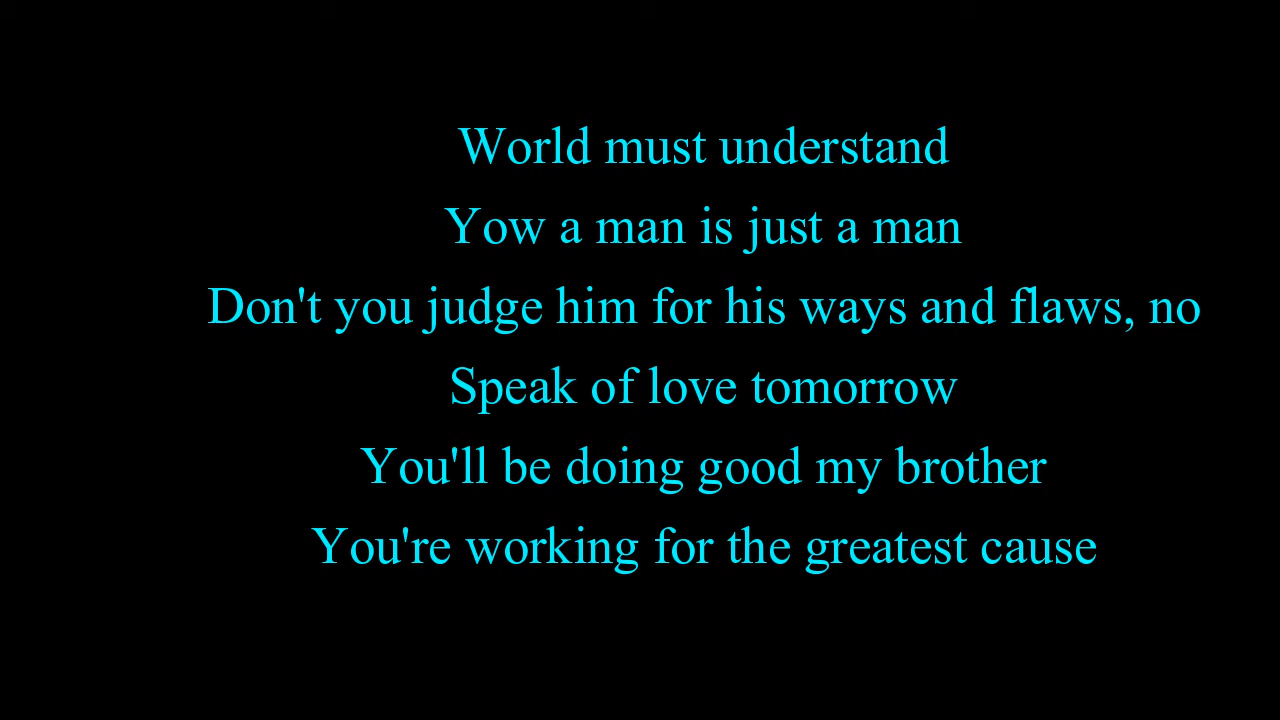 World must understand
Yow a man is just a man
Don't you judge him for his ways and flaws, no
Speak of love tomorrow
You'll be doing good my brother
You're working for the greatest cause